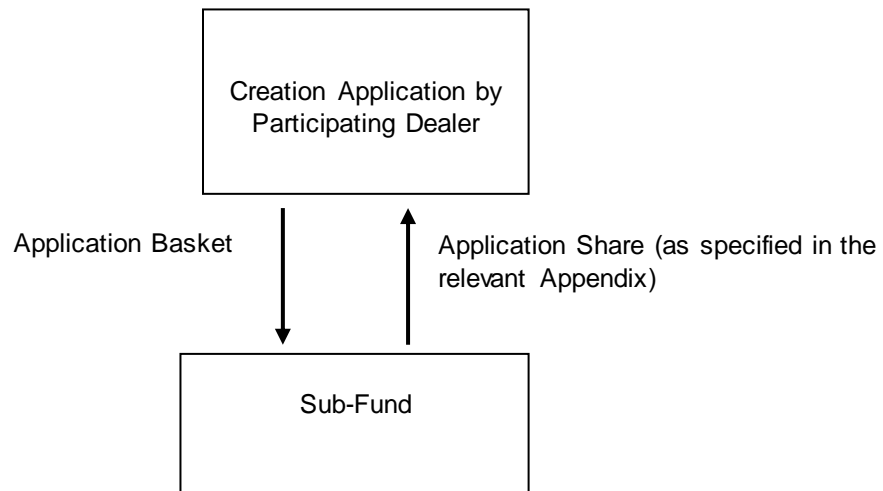 Creation Application by
Participating Dealer
Application Basket
Application Share (as specified in the
relevant Appendix)
Sub-Fund